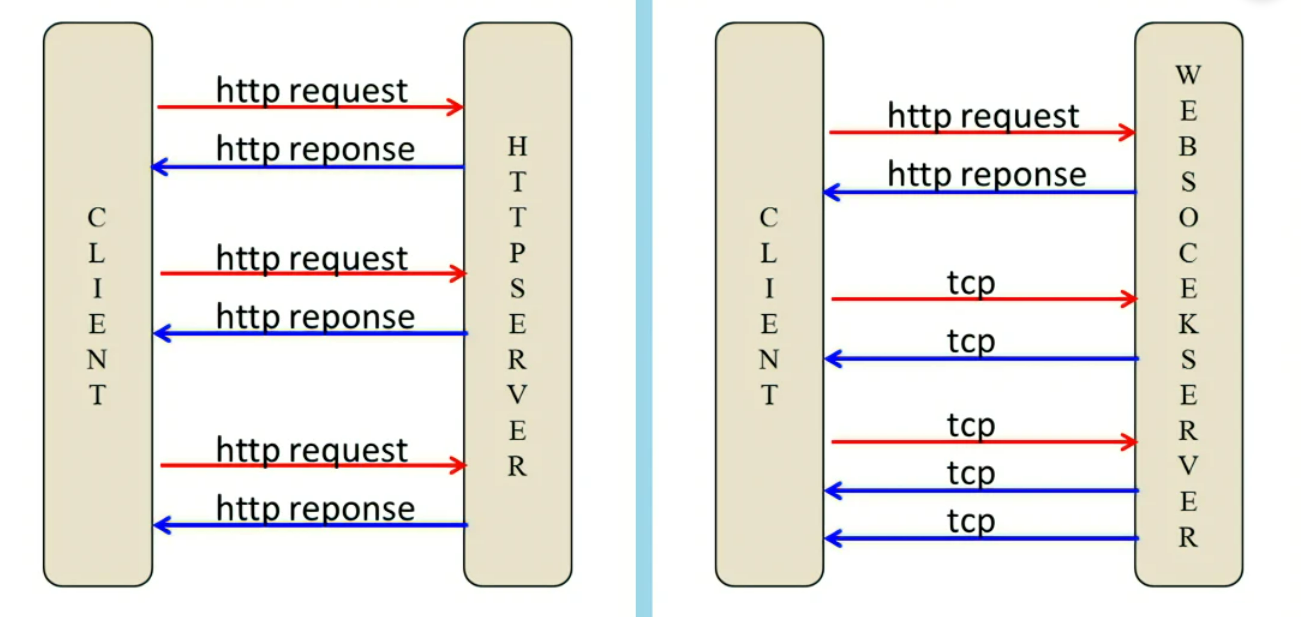 CLIENT
http request
http reponse
http request
http reponse
http request
http reponse
HTTPSERVER
CLIENT
http request
http reponse
tcp
tcp
tcp
tcp
tcp
WEBSOCEKSERVER